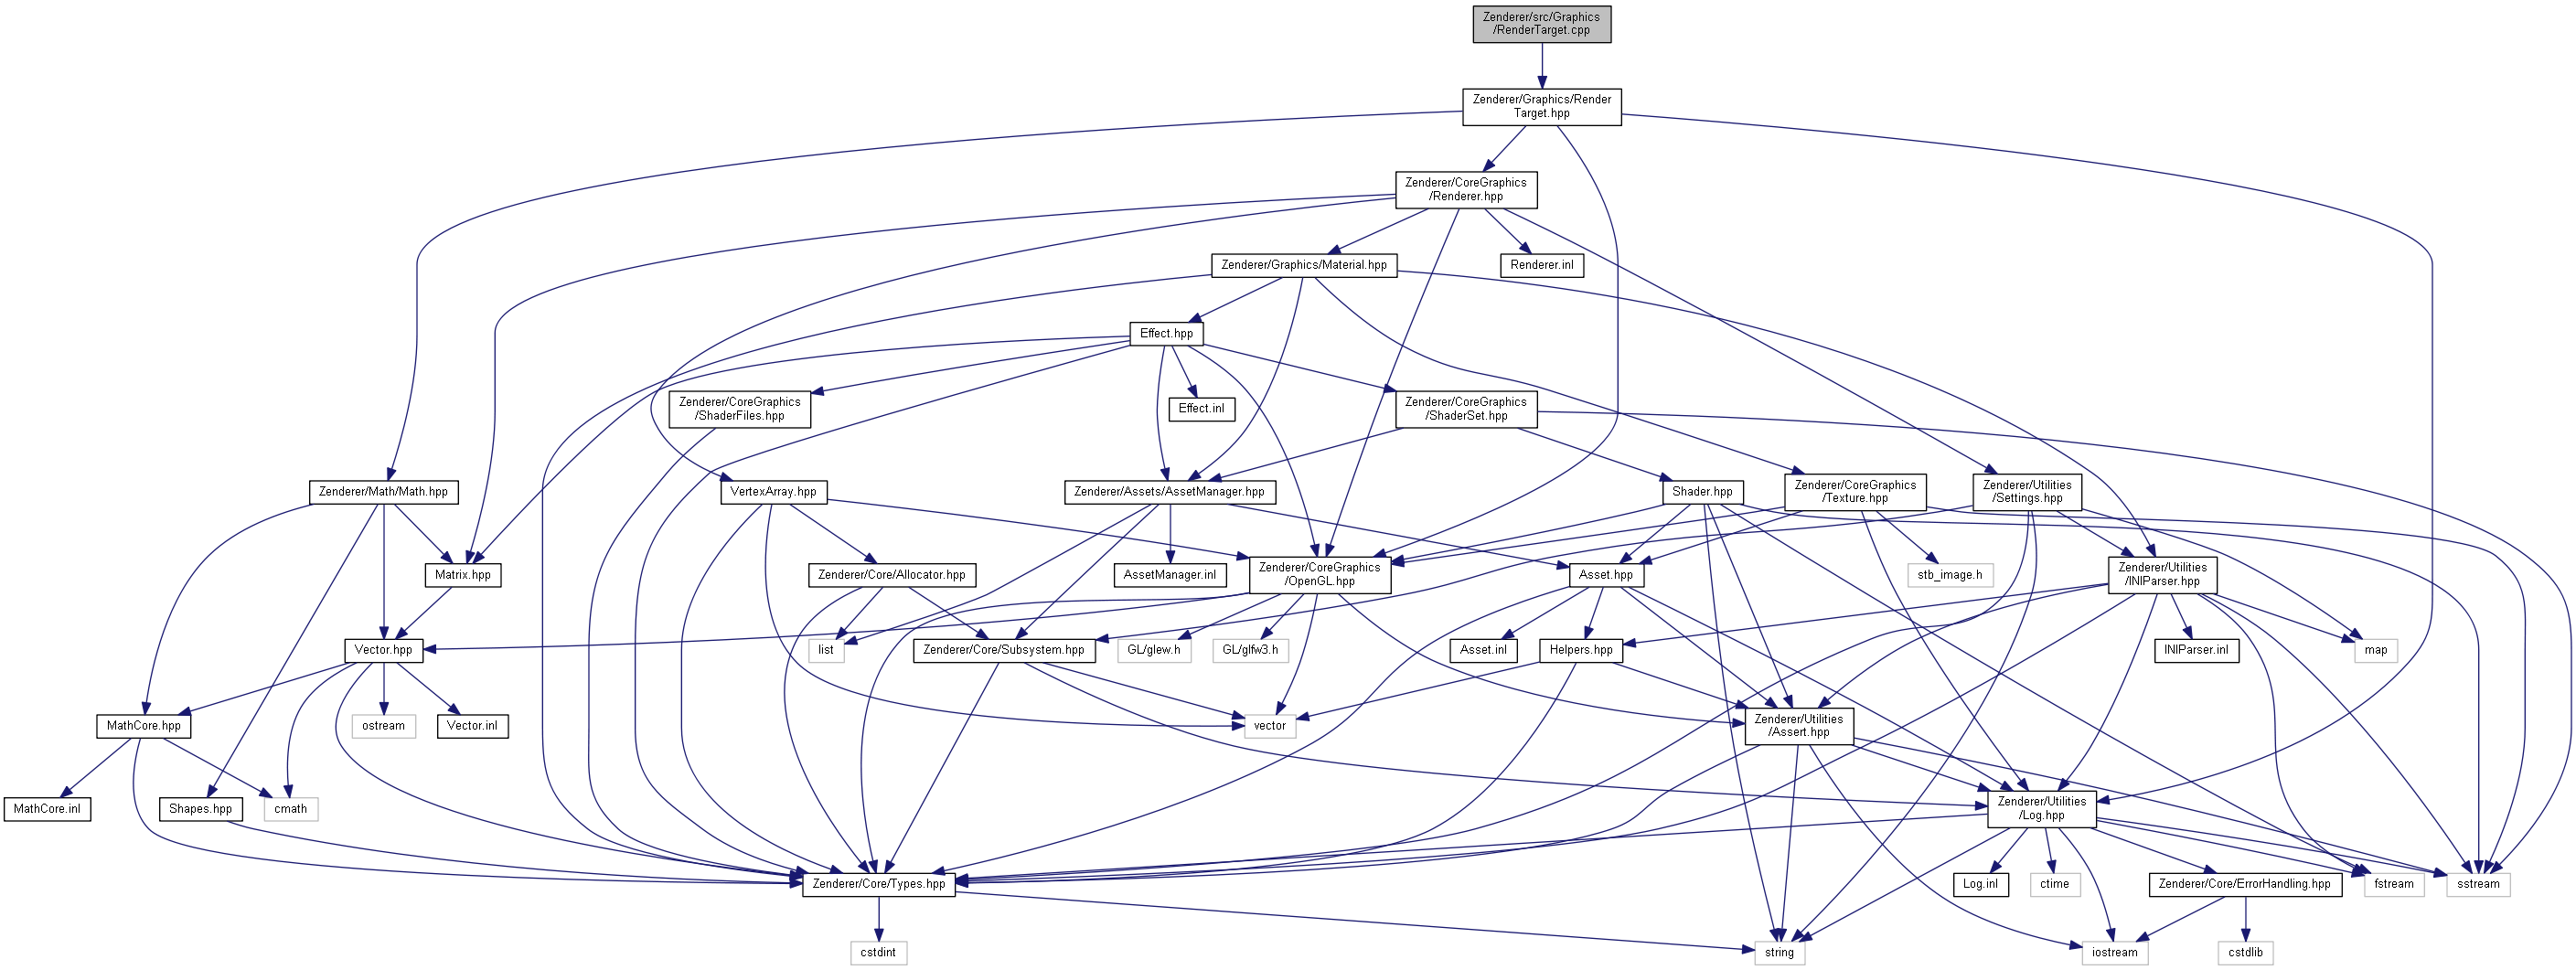 Zenderer/src/Graphics
/RenderTarget.cpp
Zenderer/Graphics/Render
Target.hpp
Zenderer/CoreGraphics
/Renderer.hpp
Zenderer/Graphics/Material.hpp
Renderer.inl
Effect.hpp
Zenderer/CoreGraphics
/ShaderFiles.hpp
Effect.inl
Zenderer/CoreGraphics
/ShaderSet.hpp
Zenderer/Math/Math.hpp
VertexArray.hpp
Zenderer/Assets/AssetManager.hpp
Shader.hpp
Zenderer/CoreGraphics
/Texture.hpp
Zenderer/Utilities
/Settings.hpp
Matrix.hpp
Zenderer/Core/Allocator.hpp
AssetManager.inl
Zenderer/CoreGraphics
/OpenGL.hpp
Asset.hpp
stb_image.h
Zenderer/Utilities
/INIParser.hpp
Vector.hpp
list
Zenderer/Core/Subsystem.hpp
GL/glew.h
GL/glfw3.h
Asset.inl
Helpers.hpp
INIParser.inl
map
MathCore.hpp
ostream
Vector.inl
vector
Zenderer/Utilities
/Assert.hpp
MathCore.inl
Shapes.hpp
cmath
Zenderer/Utilities
/Log.hpp
Zenderer/Core/Types.hpp
Log.inl
ctime
Zenderer/Core/ErrorHandling.hpp
fstream
sstream
cstdint
string
iostream
cstdlib